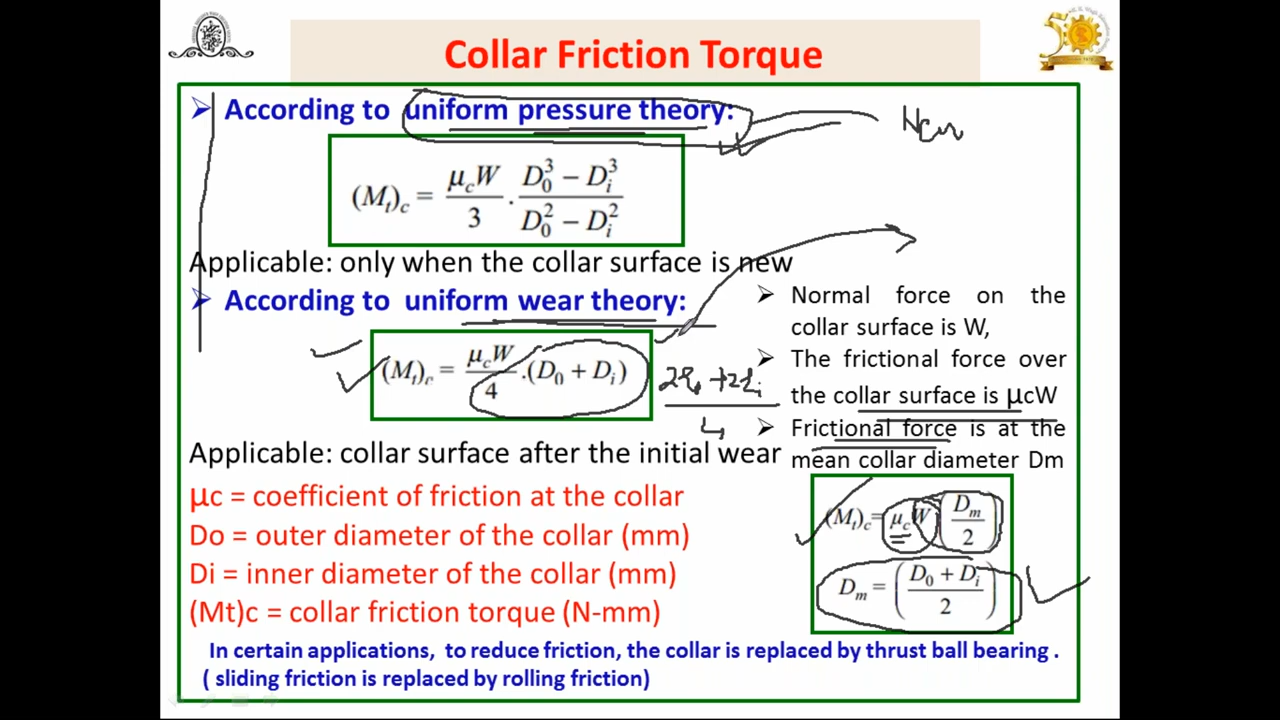 Collar Friction Torque
➢ According to uniform pressure theory:
New
(Mt)c = μcW/3 . (D0³ − Di³)/(D0² − Di²)
Applicable: only when the collar surface is new
➢ According to uniform wear theory:
(Mt)c = μcW/4 .(D0 + Di)
4
Applicable: collar surface after the initial wear
μc = coefficient of friction at the collar
Do = outer diameter of the collar (mm)
Di = inner diameter of the collar (mm)
(Mt)c = collar friction torque (N-mm)
➢ Normal force on the
collar surface is W,
➢ The frictional force over
the collar surface is μcW
➢ Frictional force is at the
mean collar diameter Dm
(Mt)c = μcW (Dm/2)
Dm = ((D0 + Di)/2)
In certain applications, to reduce friction, the collar is replaced by thrust ball bearing .
( sliding friction is replaced by rolling friction)